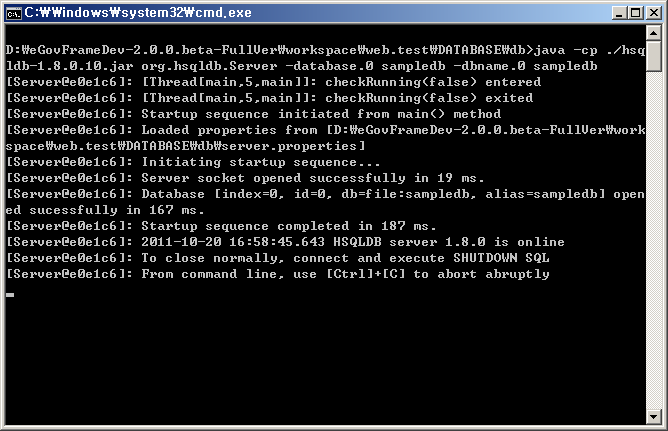 C:₩Windows₩system32₩cmd.exe
D:₩eGovFrameDev-2.0.0.beta-FullVer₩workspace₩web.test₩DATABASE₩db>java -cp ./hsq
ldb-1.8.0.10.jar org.hsqldb.Server -database.0 sampledb -dbname.0 sampledb
[Server@e0e1c6]: [Thread[main,5,main]]: checkRunning(false) entered
[Server@e0e1c6]: [Thread[main,5,main]]: checkRunning(false) exited
[Server@e0e1c6]: Startup sequence initiated from main() method
[Server@e0e1c6]: Loaded properties from [D:₩eGovFrameDev-2.0.0.beta-FullVer₩work
space₩web.test₩DATABASE₩db₩server.properties]
[Server@e0e1c6]: Initiating startup sequence...
[Server@e0e1c6]: Server socket opened successfully in 19 ms.
[Server@e0e1c6]: Database [index=0, id=0, db=file:sampledb, alias=sampledb] open
ed sucessfully in 167 ms.
[Server@e0e1c6]: Startup sequence completed in 187 ms.
[Server@e0e1c6]: 2011-10-20 16:58:45.643 HSQLDB server 1.8.0 is online
[Server@e0e1c6]: To close normally, connect and execute SHUTDOWN SQL
[Server@e0e1c6]: From command line, use [Ctrl]+[C] to abort abruptly